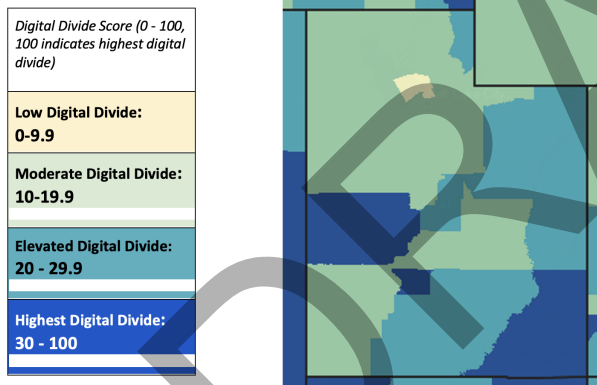 Digital Divide Score (0 - 100,
100 indicates highest digital
divide)
Low Digital Divide:
0-9.9
Moderate Digital Divide:
10-19.9
Elevated Digital Divide:
20 - 29.9
Highest Digital Divide:
30 - 100